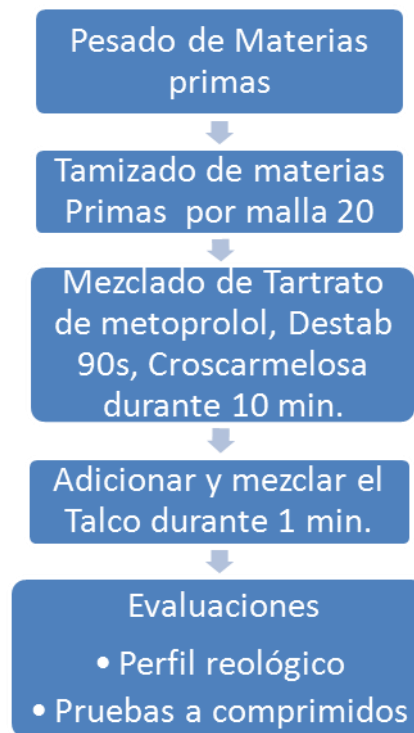 Pesado de Materias
primas
Tamizado de materias
Primas por malla 20
Mezclado de Tartrato
de metoprolol, Destab
90s, Croscarmelosa
durante 10 min.
Adicionar y mezclar el
Talco durante 1 min.
Evaluaciones
• Perfil reológico
• Pruebas a comprimidos